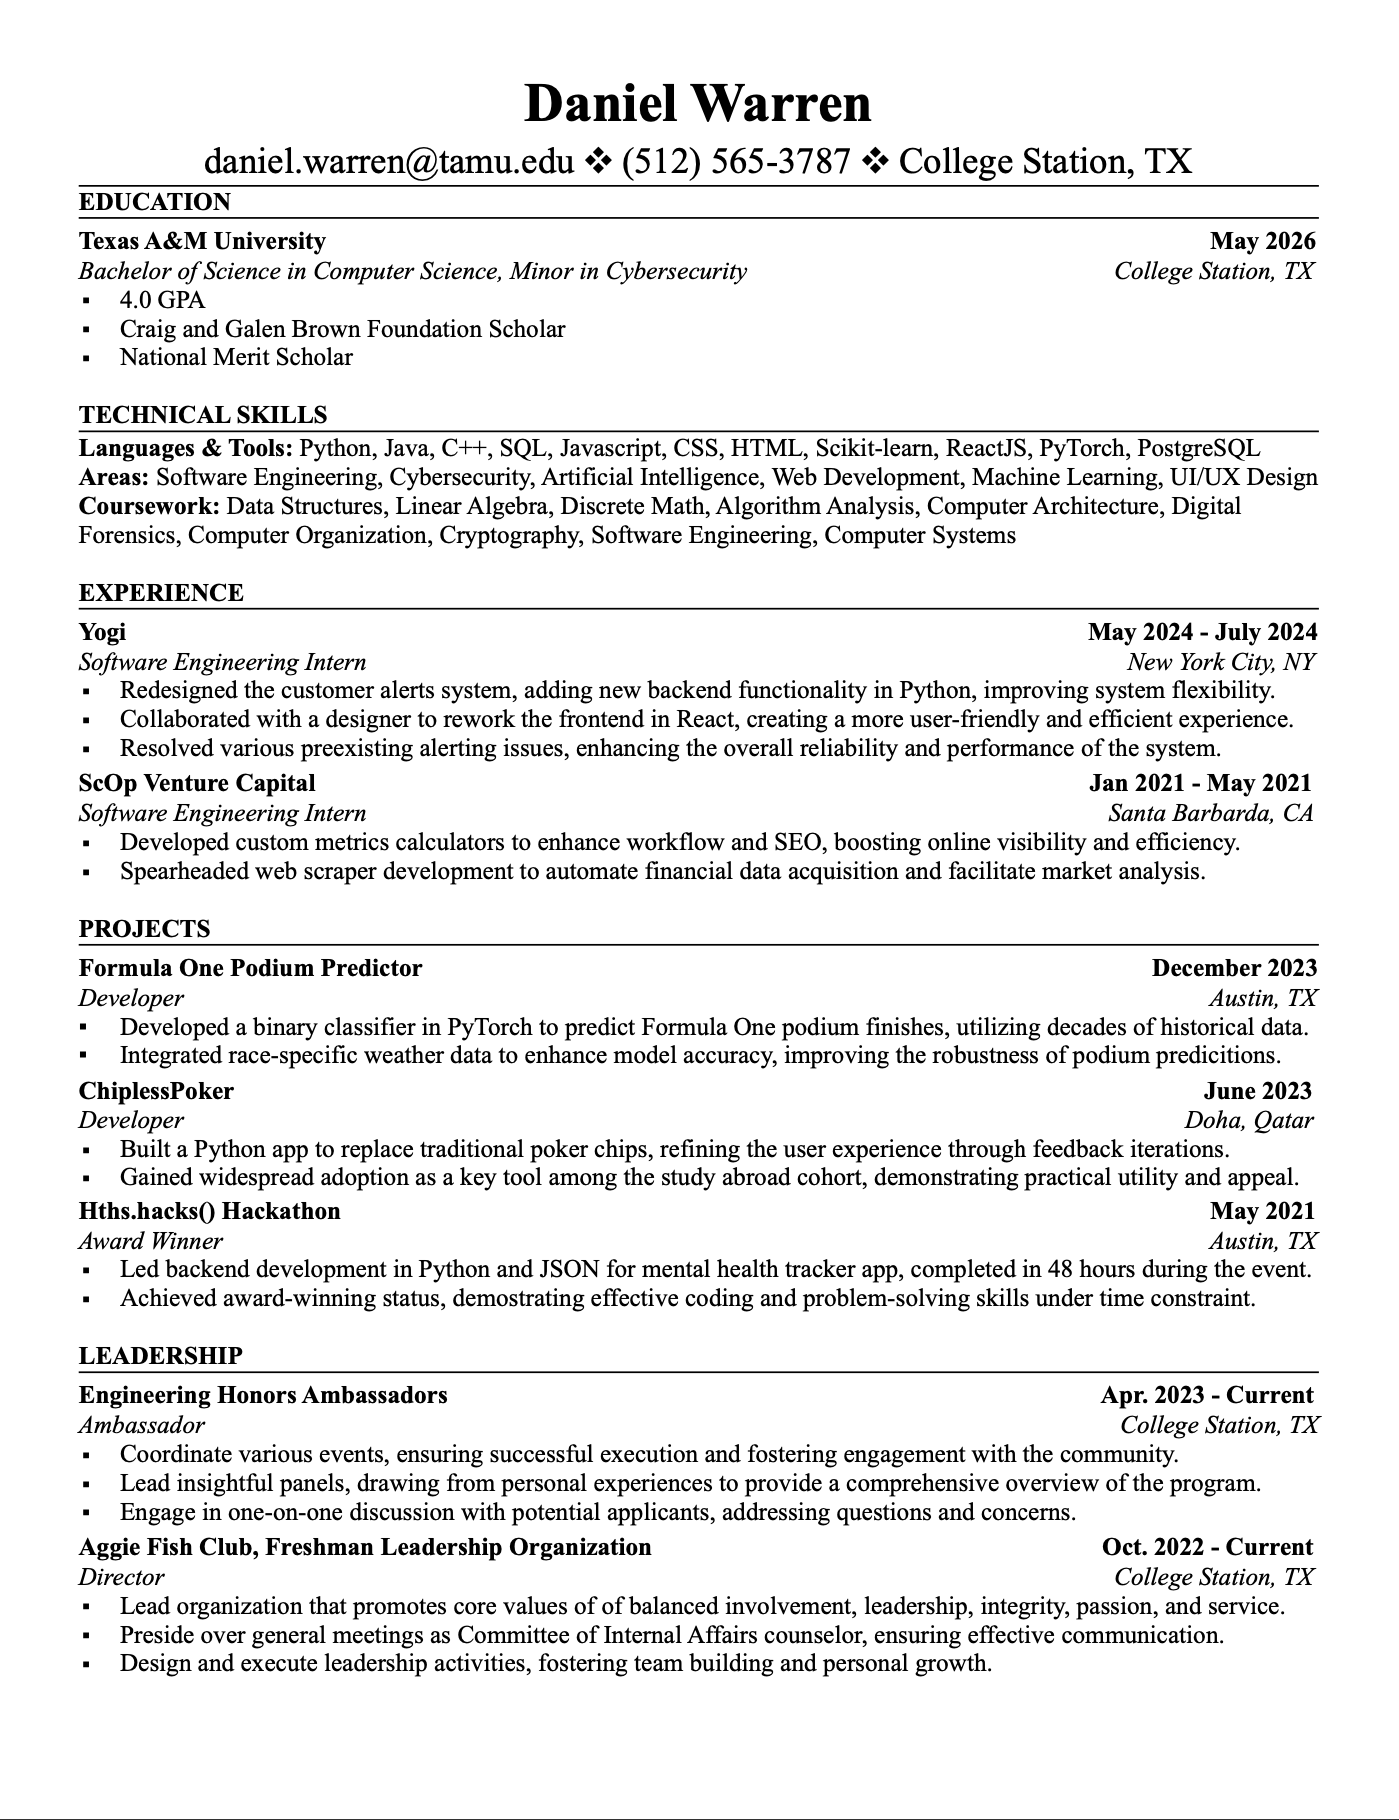 Daniel Warren
daniel.warren@tamu.edu ❖ (512) 565-3787 ❖ College Station, TX
EDUCATION
Texas A&M University May 2026
Bachelor of Science in Computer Science, Minor in Cybersecurity College Station, TX
▪ 4.0 GPA
▪ Craig and Galen Brown Foundation Scholar
▪ National Merit Scholar
TECHNICAL SKILLS
Languages & Tools: Python, Java, C++, SQL, Javascript, CSS, HTML, Scikit-learn, ReactJS, PyTorch, PostgreSQL
Areas: Software Engineering, Cybersecurity, Artificial Intelligence, Web Development, Machine Learning, UI/UX Design
Coursework: Data Structures, Linear Algebra, Discrete Math, Algorithm Analysis, Computer Architecture, Digital
Forensics, Computer Organization, Cryptography, Software Engineering, Computer Systems
EXPERIENCE
Yogi May 2024 - July 2024
Software Engineering Intern New York City, NY
▪ Redesigned the customer alerts system, adding new backend functionality in Python, improving system flexibility.
▪ Collaborated with a designer to rework the frontend in React, creating a more user-friendly and efficient experience.
▪ Resolved various preexisting alerting issues, enhancing the overall reliability and performance of the system.
ScOp Venture Capital Jan 2021 - May 2021
Software Engineering Intern Santa Barbarda, CA
▪ Developed custom metrics calculators to enhance workflow and SEO, boosting online visibility and efficiency.
▪ Spearheaded web scraper development to automate financial data acquisition and facilitate market analysis.
PROJECTS
Formula One Podium Predictor December 2023
Developer Austin, TX
▪ Developed a binary classifier in PyTorch to predict Formula One podium finishes, utilizing decades of historical data.
▪ Integrated race-specific weather data to enhance model accuracy, improving the robustness of podium predicitions.
ChiplessPoker June 2023
Developer Doha, Qatar
▪ Built a Python app to replace traditional poker chips, refining the user experience through feedback iterations.
▪ Gained widespread adoption as a key tool among the study abroad cohort, demonstrating practical utility and appeal.
Hths.hacks() Hackathon May 2021
Award Winner Austin, TX
▪ Led backend development in Python and JSON for mental health tracker app, completed in 48 hours during the event.
▪ Achieved award-winning status, demostrating effective coding and problem-solving skills under time constraint.
LEADERSHIP
Engineering Honors Ambassadors Apr. 2023 - Current
Ambassador College Station, TX
▪ Coordinate various events, ensuring successful execution and fostering engagement with the community.
▪ Lead insightful panels, drawing from personal experiences to provide a comprehensive overview of the program.
▪ Engage in one-on-one discussion with potential applicants, addressing questions and concerns.
Aggie Fish Club, Freshman Leadership Organization Oct. 2022 - Current
Director College Station, TX
▪ Lead organization that promotes core values of of balanced involvement, leadership, integrity, passion, and service.
▪ Preside over general meetings as Committee of Internal Affairs counselor, ensuring effective communication.
▪ Design and execute leadership activities, fostering team building and personal growth.